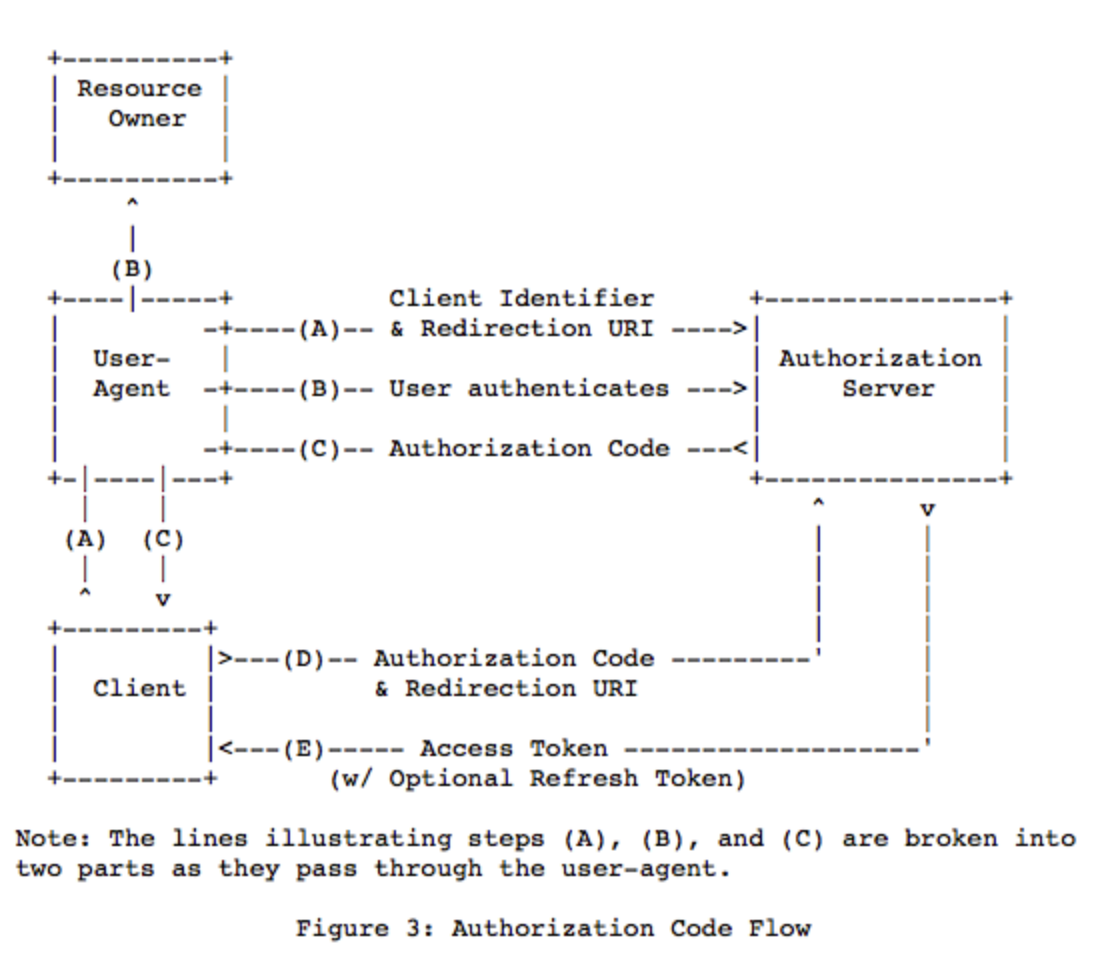 Resource
Owner
(B)
Client Identifier
(A) & Redirection URI
User-
Authorization
Agent
(B) User authenticates
Server
(C) Authorization Code
(A) (C)
(D) Authorization Code
Client
& Redirection URI
(E) Access Token
(w/ Optional Refresh Token)
Note: The lines illustrating steps (A), (B), and (C) are broken into
two parts as they pass through the user-agent.
Figure 3: Authorization Code Flow